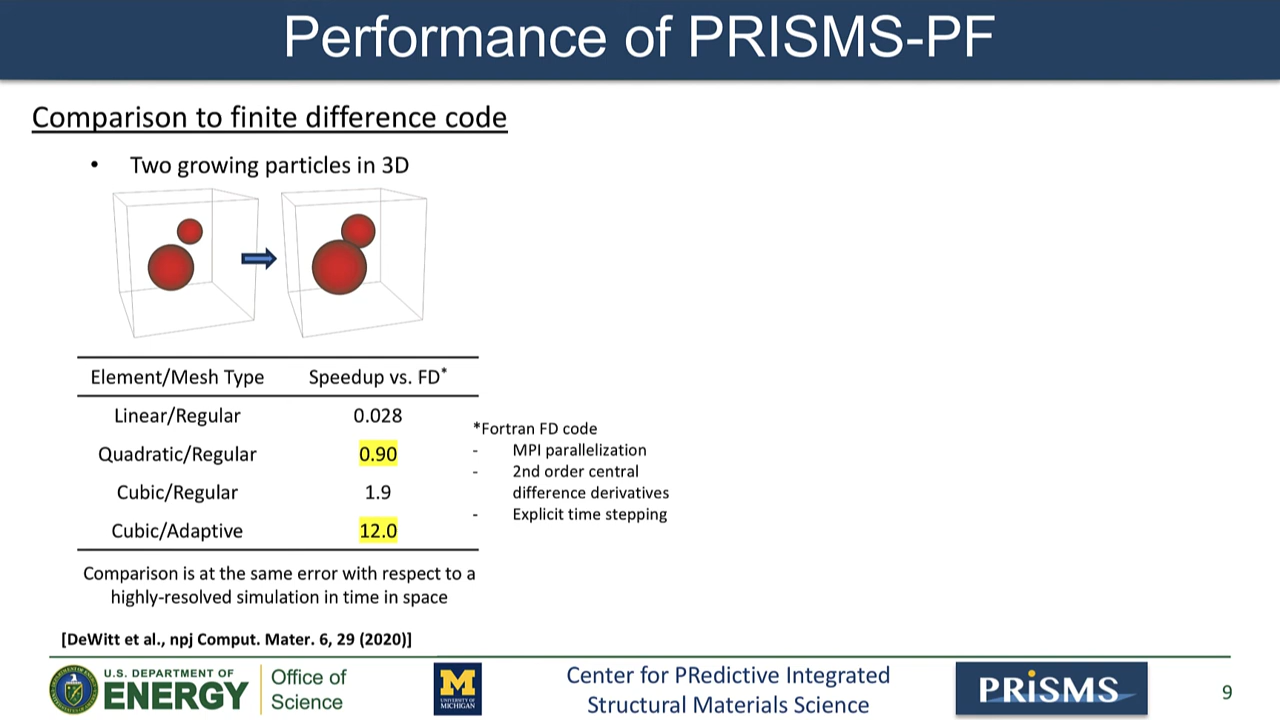 Performance of PRISMS-PF
Comparison to finite difference code
• Two growing particles in 3D
Element/Mesh Type Speedup vs. FD*
Linear/Regular 0.028
Quadratic/Regular 0.90
Cubic/Regular 1.9
Cubic/Adaptive 12.0
*Fortran FD code
- MPI parallelization
- 2nd order central
difference derivatives
- Explicit time stepping
Comparison is at the same error with respect to a
highly-resolved simulation in time in space
[DeWitt et al., npj Comput. Mater. 6, 29 (2020)]
U.S. DEPARTMENT OF
ENERGY
Office of
Science
M
UNIVERSITY OF
MICHIGAN
Center for PRedictive Integrated
Structural Materials Science
PRiSMS
9